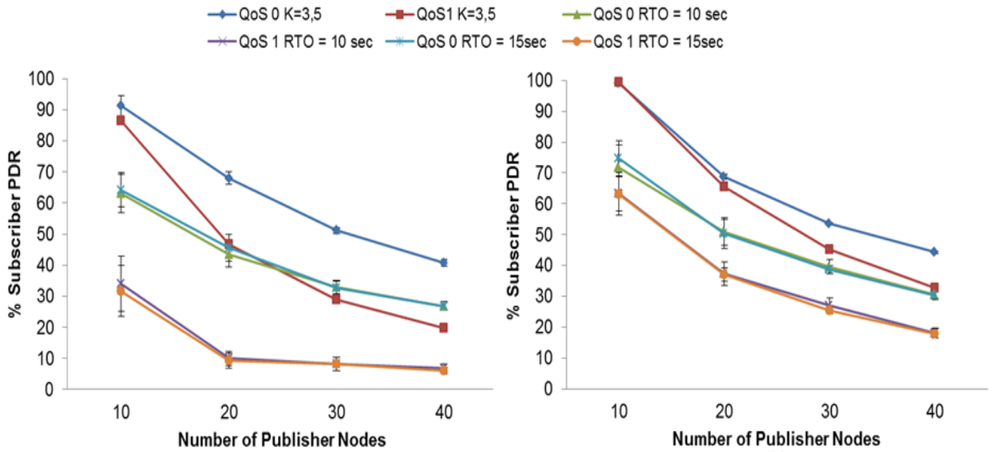 QoS 0 K=3,5
QoS1 K=3,5
QoS 0 RTO = 10 sec
QoS 1 RTO = 10 sec
QoS 0 RTO = 15sec
QoS 1 RTO = 15sec
% Subscriber PDR
100
90
80
70
60
50
40
30
20
10
0
10 20 30 40
Number of Publisher Nodes
% Subscriber PDR
100
90
80
70
60
50
40
30
20
10
0
10 20 30 40
Number of Publisher Nodes